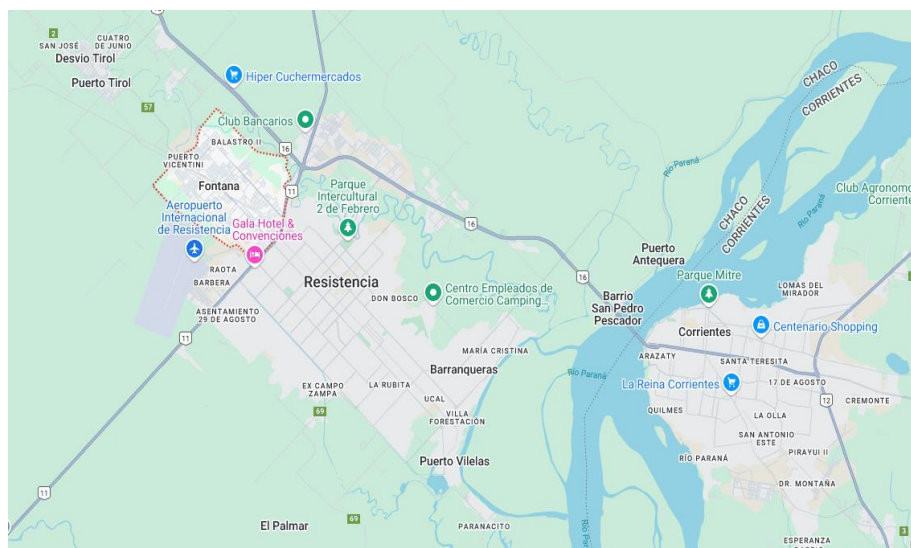 16
2
SAN JOSÉ
CUATRO
DE JUNIO
Desvio Tirol
Puerto Tirol
57
Hiper Cuchermercados
Club Bancarios
BALASTRO II
16
PUERTO
VICENTINI
Fontana
11
Aeropuerto
Internacional
de Resistencia
Gala Hotel &
Convenciones
Parque
Intercultural
2 de Febrero
RAOTA
BARBERA
Resistencia
DON BOSCO
Centro Empleados de
Comercio Camping...
ASENTAMIENTO
29 DE AGOSTO
11
16
16
CHACO
CORRIENTES
Río Paraná
CHACO
CORRIENTES
Río Paraná
Club Agronomo
Corriente
Puerto
Antequera
Parque Mitre
LOMAS DEL
MIRADOR
Barrio
San Pedro
Pescador
Corrientes
Centenario Shopping
ARAZATY
SANTA TERESITA
MARÍA CRISTINA
Barranqueras
Río Paraná
La Reina Corrientes
17 DE AGOSTO
EX CAMPO
ZAMPA
LA RUBITA
UCAL
69
VILLA
FORESTACIÓN
QUILMES
LA OLLA
12
CREMONTE
SAN ANTONIO
ESTE
PIRAYUI II
RÍO PARANÁ
Puerto Vilelas
DR. MONTAÑA
11
El Palmar
69
PARANACITO
Río
3
ESPERANZA